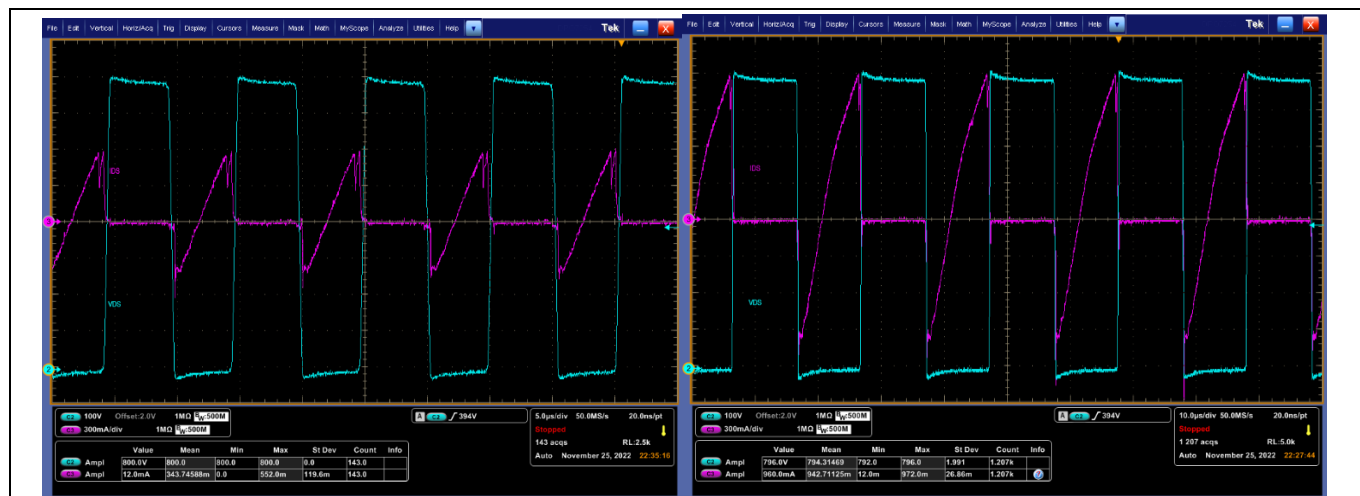 File Edit Vertical Horiz/Acq Trig Display Cursors Measure Mask Math MyScope Analyze Utilities Help Tek X
IDS
3
VDS
2
C2 100V Offset:2.0V 1MΩ BW:500M
C3 300mA/div 1MΩ BW:500M
A C2 394V
5.0µs/div 50.0MS/s 20.0ns/pt
Stopped
143 acqs RL:2.5k
Auto November 25, 2022 22:35:16
Value Mean Min Max St Dev Count Info
C2 Ampl 800.0V 800.0 800.0 800.0 0.0 143.0
C3 Ampl 12.0mA 343.74588m 0.0 552.0m 119.6m 143.0
File Edit Vertical Horiz/Acq Trig Display Cursors Measure Mask Math MyScope Analyze Utilities Help Tek X
IDS
3
VDS
2
C2 100V Offset:2.0V 1MΩ BW:500M
C3 300mA/div 1MΩ BW:500M
A C2 394V
10.0µs/div 50.0MS/s 20.0ns/pt
Stopped
1 207 acqs RL:5.0k
Auto November 25, 2022 22:27:44
Value Mean Min Max St Dev Count Info
C2 Ampl 796.0V 794.31469 792.0 796.0 1.991 1.207k
C3 Ampl 960.0mA 942.71125m 12.0m 972.0m 26.86m 1.207k